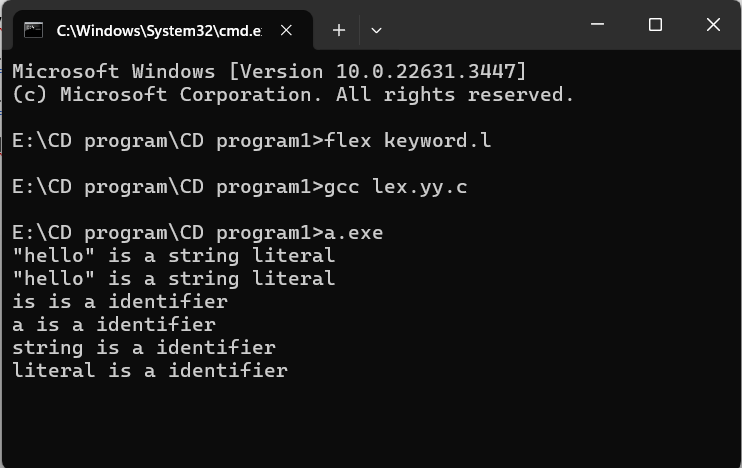 C:\Windows\System32\cmd.e
Microsoft Windows [Version 10.0.22631.3447]
(c) Microsoft Corporation. All rights reserved.
E:\CD program\CD program1>flex keyword.l
E:\CD program\CD program1>gcc lex.yy.c
E:\CD program\CD program1>a.exe
"hello" is a string literal
"hello" is a string literal
is is a identifier
a is a identifier
string is a identifier
literal is a identifier